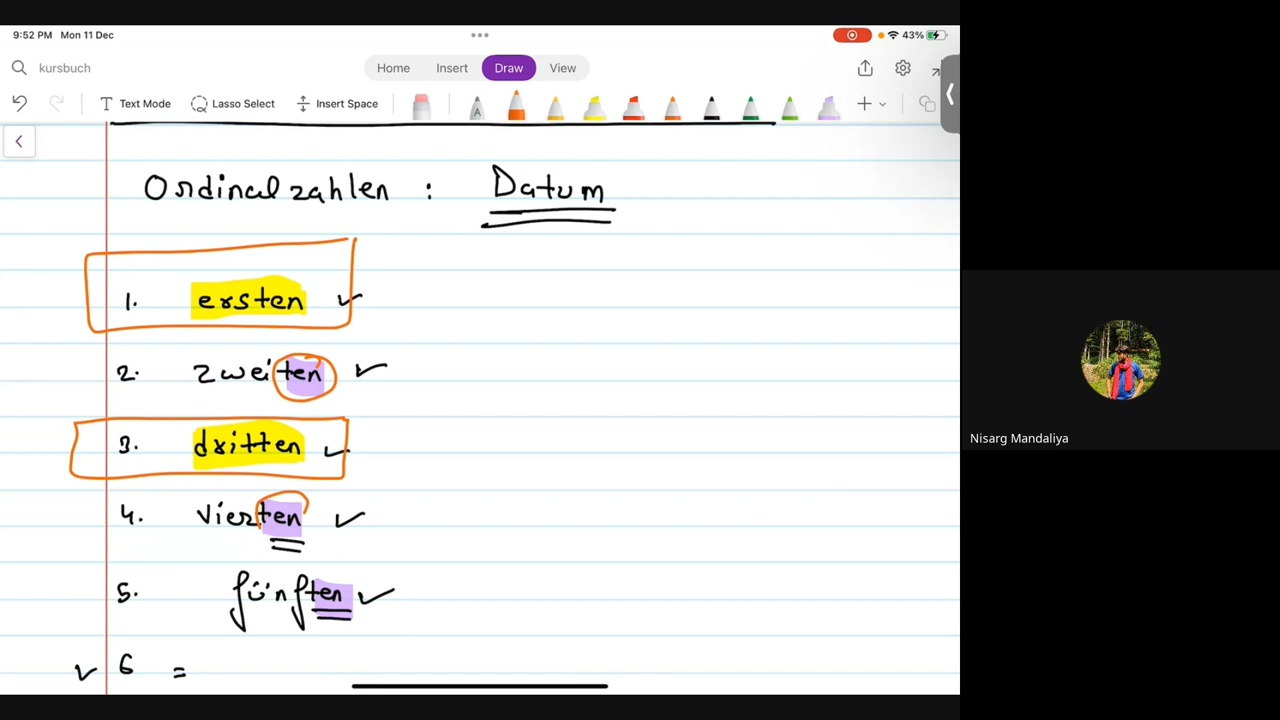 9:52 PM Mon 11 Dec 43%
kursbuch Home Insert Draw View
Text Mode Lasso Select Insert Space
Ordinalzahlen : Datum
1. ersten ✓
2. zweiten ✓
3. dritten ✓
4. vierten ✓
5. fünften ✓
✓ 6 =
Nisarg Mandaliya